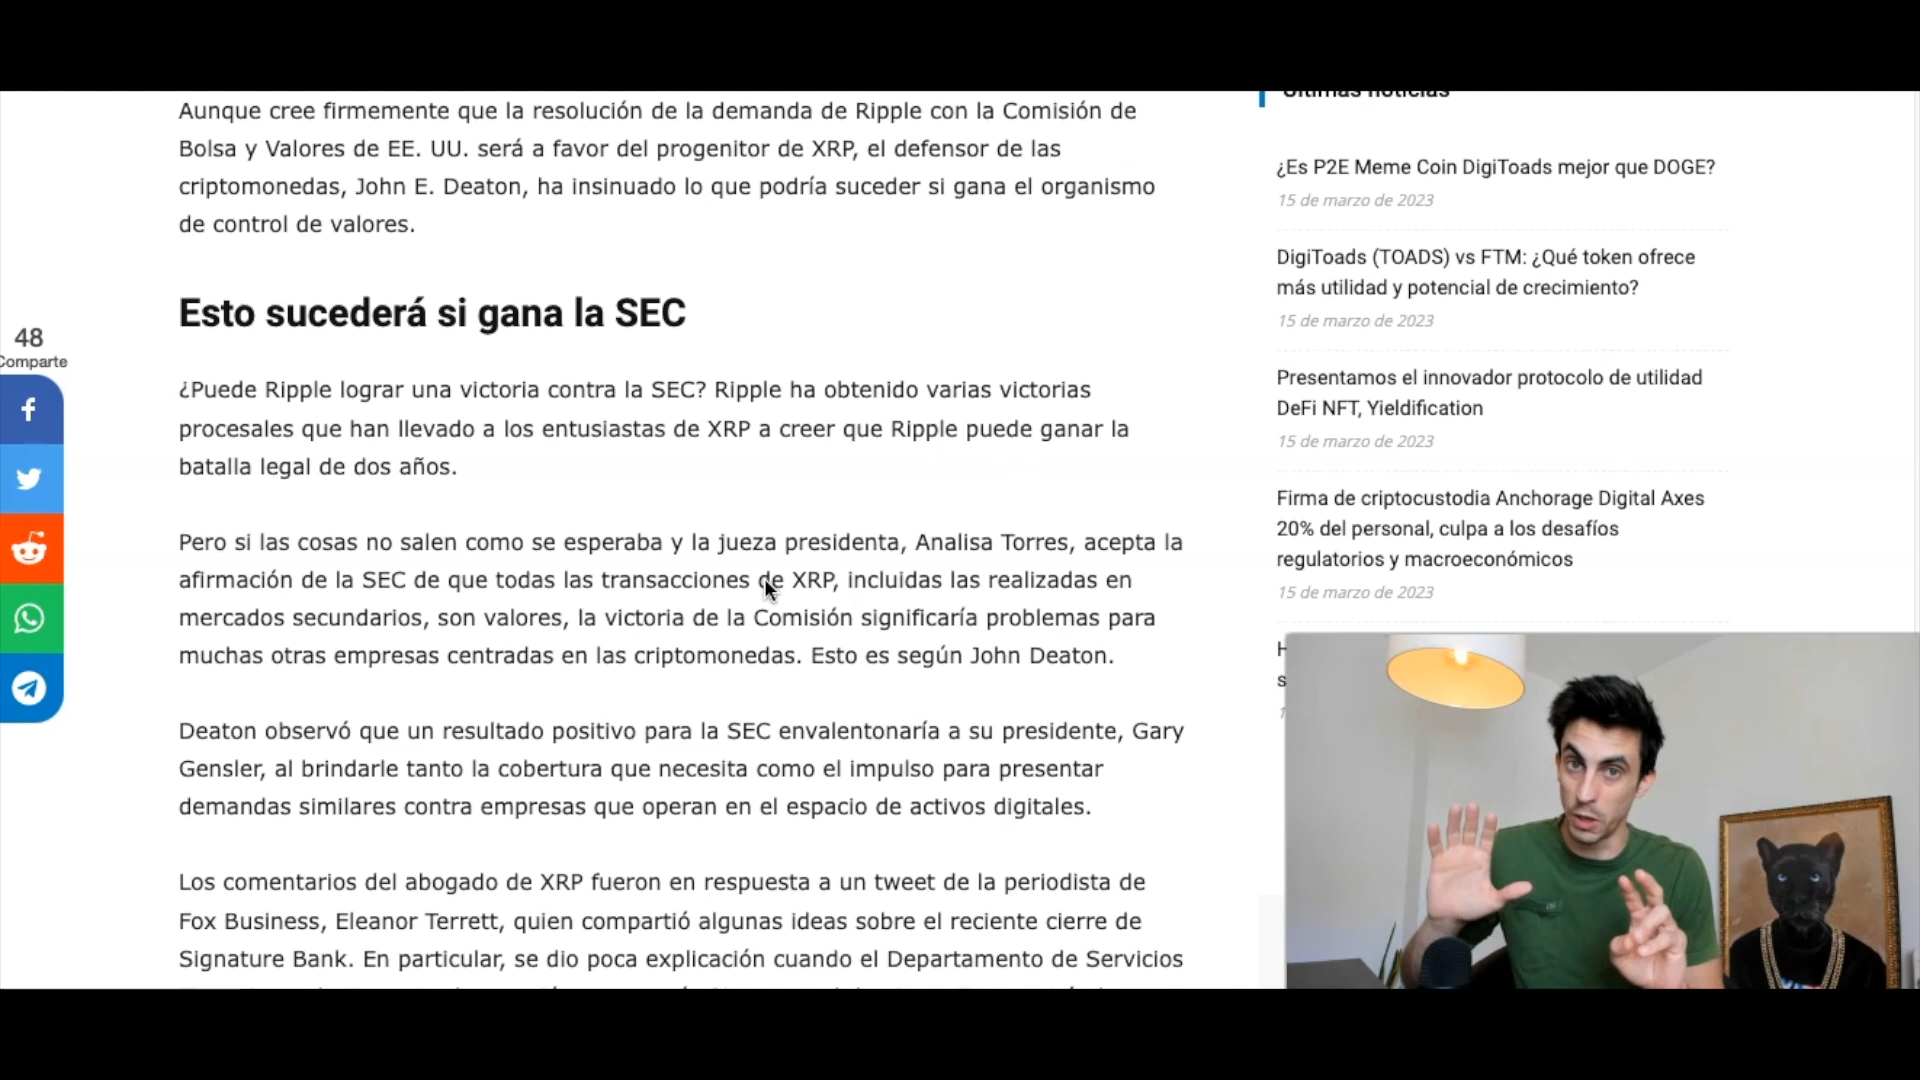 Aunque cree firmemente que la resolución de la demanda de Ripple con la Comisión de
Bolsa y Valores de EE. UU. será a favor del progenitor de XRP, el defensor de las
criptomonedas, John E. Deaton, ha insinuado lo que podría suceder si gana el organismo
de control de valores.
Esto sucederá si gana la SEC
¿Puede Ripple lograr una victoria contra la SEC? Ripple ha obtenido varias victorias
procesales que han llevado a los entusiastas de XRP a creer que Ripple puede ganar la
batalla legal de dos años.
Pero si las cosas no salen como se esperaba y la jueza presidenta, Analisa Torres, acepta la
afirmación de la SEC de que todas las transacciones de XRP, incluidas las realizadas en
mercados secundarios, son valores, la victoria de la Comisión significaría problemas para
muchas otras empresas centradas en las criptomonedas. Esto es según John Deaton.
Deaton observó que un resultado positivo para la SEC envalentonaría a su presidente, Gary
Gensler, al brindarle tanto la cobertura que necesita como el impulso para presentar
demandas similares contra empresas que operan en el espacio de activos digitales.
Los comentarios del abogado de XRP fueron en respuesta a un tweet de la periodista de
Fox Business, Eleanor Terrett, quien compartió algunas ideas sobre el reciente cierre de
Signature Bank. En particular, se dio poca explicación cuando el Departamento de Servicios
48
Comparte
Últimas noticias
¿Es P2E Meme Coin DigiToads mejor que DOGE?
15 de marzo de 2023
DigiToads (TOADS) vs FTM: ¿Qué token ofrece
más utilidad y potencial de crecimiento?
15 de marzo de 2023
Presentamos el innovador protocolo de utilidad
DeFi NFT, Yieldification
15 de marzo de 2023
Firma de criptocustodia Anchorage Digital Axes
20% del personal, culpa a los desafíos
regulatorios y macroeconómicos
15 de marzo de 2023